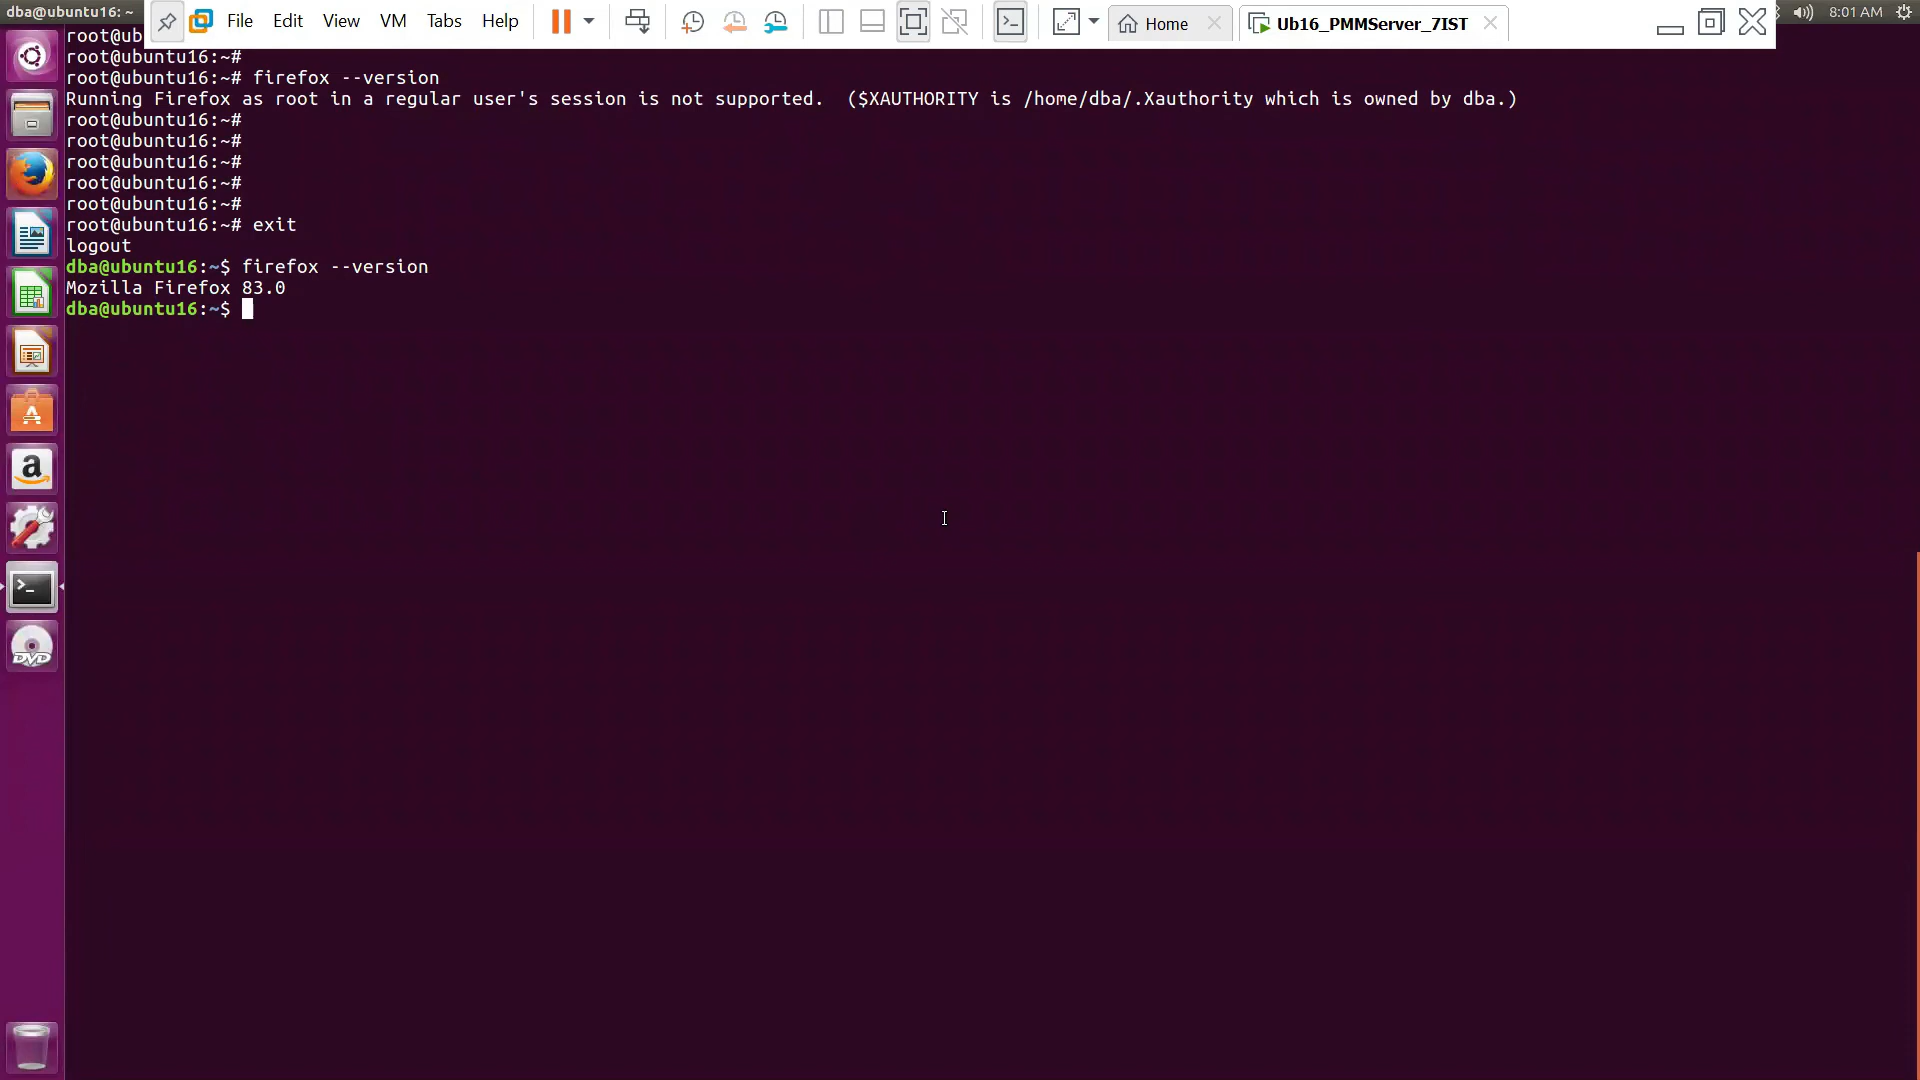 dba@ubuntu16: ~
File Edit View VM Tabs Help
Home
Ub16_PMMServer_7IST
8:01 AM
root@ub
root@ubuntu16:~#
root@ubuntu16:~# firefox --version
Running Firefox as root in a regular user's session is not supported.  ($XAUTHORITY is /home/dba/.Xauthority which is owned by dba.)
root@ubuntu16:~#
root@ubuntu16:~#
root@ubuntu16:~#
root@ubuntu16:~#
root@ubuntu16:~#
root@ubuntu16:~# exit
logout
dba@ubuntu16:~$ firefox --version
Mozilla Firefox 83.0
dba@ubuntu16:~$
DVD